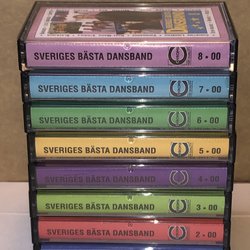 SVERIGES BÄSTA DANSBAND 8•00
SVERIGES BÄSTA DANSBAND 7•00
SVERIGES BÄSTA DANSBAND 6•00
SVERIGES BÄSTA DANSBAND 5•00
SVERIGES BÄSTA DANSBAND 4•00
SVERIGES BÄSTA DANSBAND 3•00
SVERIGES BÄSTA DANSBAND 2•00